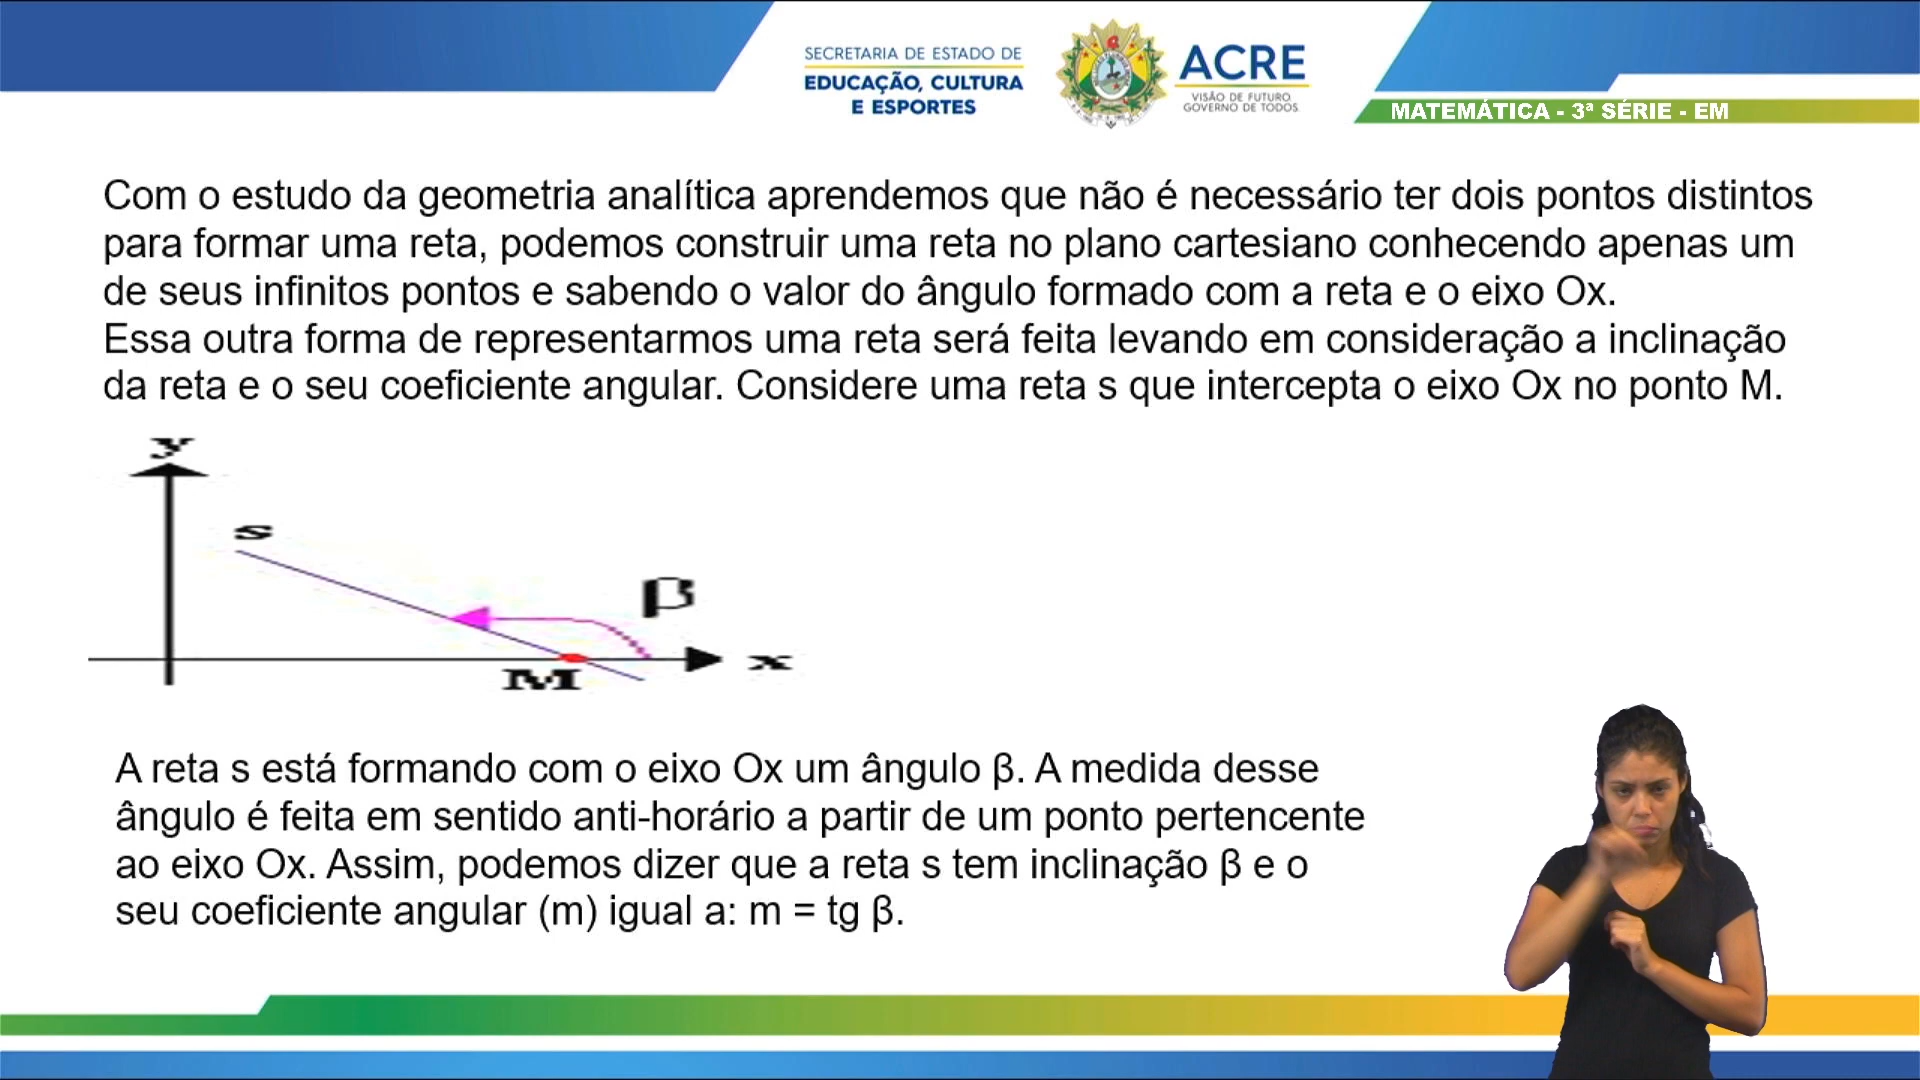 SECRETARIA DE ESTADO DE
EDUCAÇÃO, CULTURA
E ESPORTES
ACRE
VISÃO DE FUTURO.
GOVERNO DE TODOS.
MATEMÁTICA - 3ª SÉRIE - EM
Com o estudo da geometria analítica aprendemos que não é necessário ter dois pontos distintos
para formar uma reta, podemos construir uma reta no plano cartesiano conhecendo apenas um
de seus infinitos pontos e sabendo o valor do ângulo formado com a reta e o eixo Ox.
Essa outra forma de representarmos uma reta será feita levando em consideração a inclinação
da reta e o seu coeficiente angular. Considere uma reta s que intercepta o eixo Ox no ponto M.
y
s
β
M
x
A reta s está formando com o eixo Ox um ângulo β. A medida desse
ângulo é feita em sentido anti-horário a partir de um ponto pertencente
ao eixo Ox. Assim, podemos dizer que a reta s tem inclinação β e o
seu coeficiente angular (m) igual a: m = tg β.